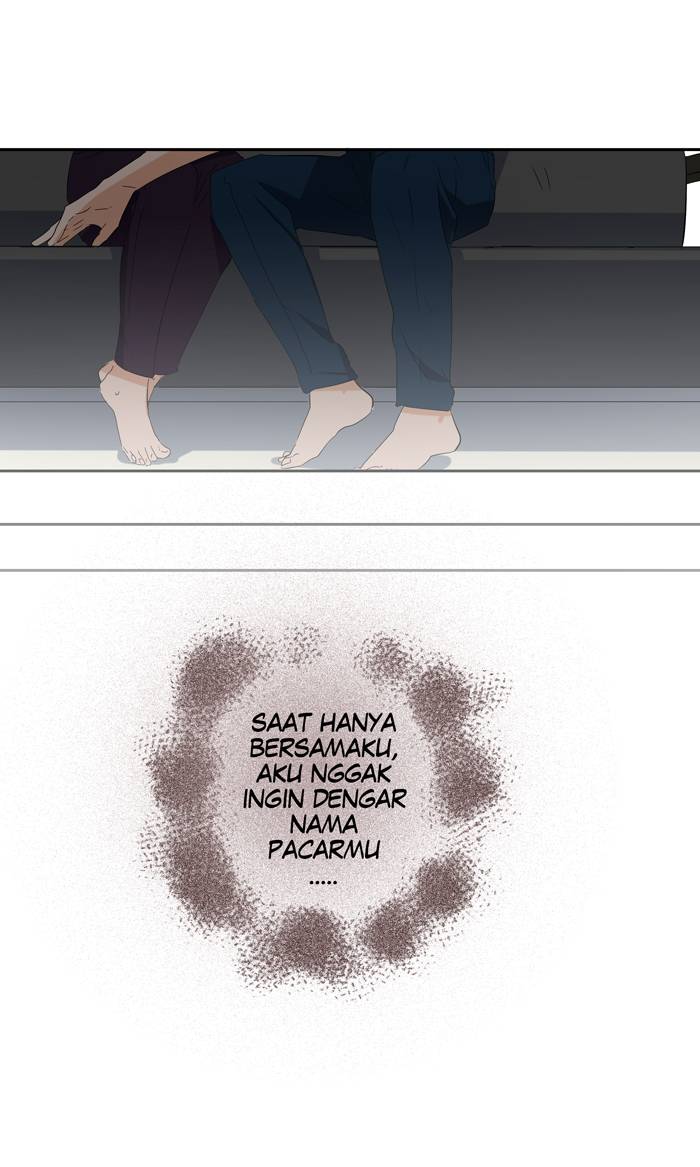 SAAT HANYA
BERSAMAKU,
AKU NGGAK
INGIN DENGAR
NAMA
PACARMU
.....